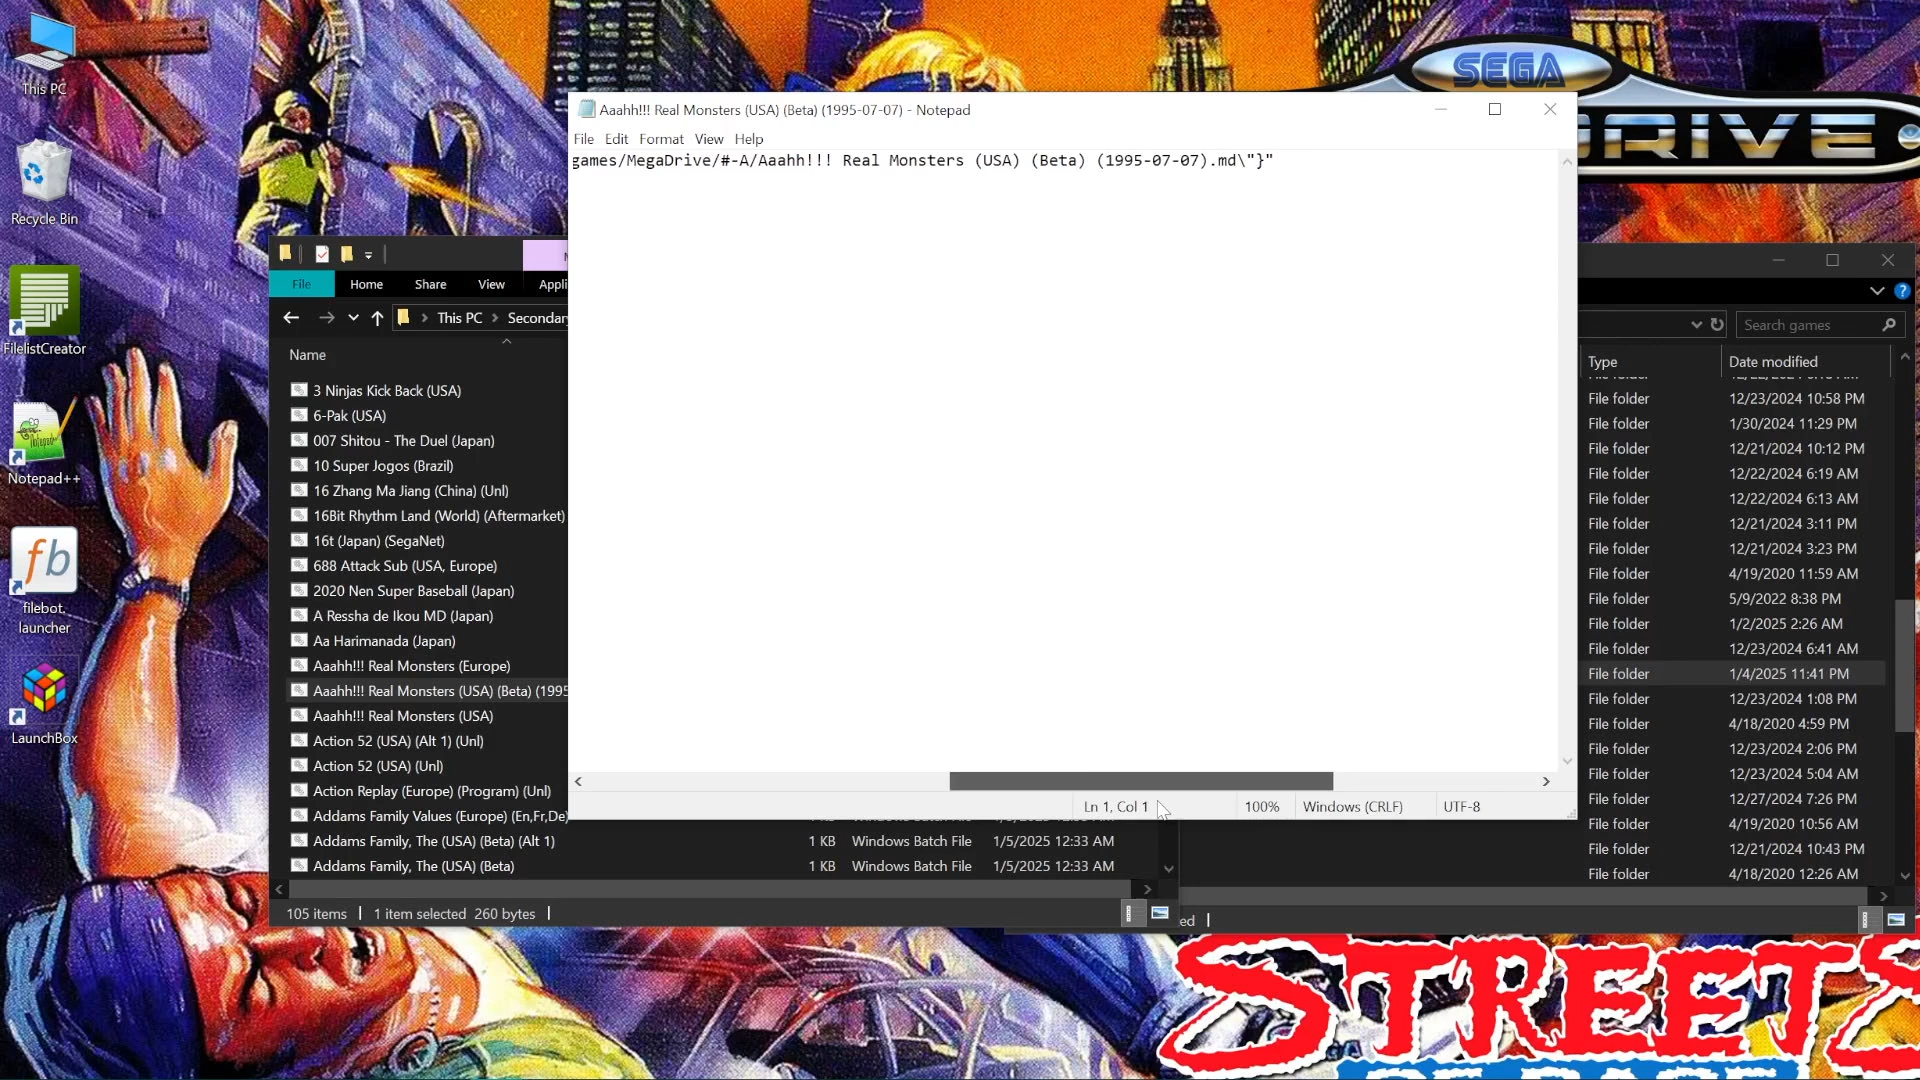 This PC
Recycle Bin
FilelistCreator
Notepad++
fb
filebot.
launcher
LaunchBox
SEGA
DRIVE
Aaahh!!! Real Monsters (USA) (Beta) (1995-07-07) - Notepad
File Edit Format View Help
games/MegaDrive/#-A/Aaahh!!! Real Monsters (USA) (Beta) (1995-07-07).md\"}"
Ln 1, Col 1 100% Windows (CRLF) UTF-8
File Home Share View Appli
This PC > Secondary
Name
3 Ninjas Kick Back (USA)
6-Pak (USA)
007 Shitou - The Duel (Japan)
10 Super Jogos (Brazil)
16 Zhang Ma Jiang (China) (Unl)
16Bit Rhythm Land (World) (Aftermarket)
16t (Japan) (SegaNet)
688 Attack Sub (USA, Europe)
2020 Nen Super Baseball (Japan)
A Ressha de Ikou MD (Japan)
Aa Harimanada (Japan)
Aaahh!!! Real Monsters (Europe)
Aaahh!!! Real Monsters (USA) (Beta) (1995
Aaahh!!! Real Monsters (USA)
Action 52 (USA) (Alt 1) (Unl)
Action 52 (USA) (Unl)
Action Replay (Europe) (Program) (Unl)
Addams Family Values (Europe) (En,Fr,De)
Addams Family, The (USA) (Beta) (Alt 1) 1 KB Windows Batch File 1/5/2025 12:33 AM
Addams Family, The (USA) (Beta) 1 KB Windows Batch File 1/5/2025 12:33 AM
105 items 1 item selected 260 bytes
Search games
Type Date modified
File folder 12/23/2024 10:58 PM
File folder 1/30/2024 11:29 PM
File folder 12/21/2024 10:12 PM
File folder 12/22/2024 6:19 AM
File folder 12/22/2024 6:13 AM
File folder 12/21/2024 3:11 PM
File folder 12/21/2024 3:23 PM
File folder 4/19/2020 11:59 AM
File folder 5/9/2022 8:38 PM
File folder 1/2/2025 2:26 AM
File folder 12/23/2024 6:41 AM
File folder 1/4/2025 11:41 PM
File folder 12/23/2024 1:08 PM
File folder 4/18/2020 4:59 PM
File folder 12/23/2024 2:06 PM
File folder 12/23/2024 5:04 AM
File folder 12/27/2024 7:26 PM
File folder 4/19/2020 10:56 AM
File folder 12/21/2024 10:43 PM
File folder 4/18/2020 12:26 AM
ed
STREETS